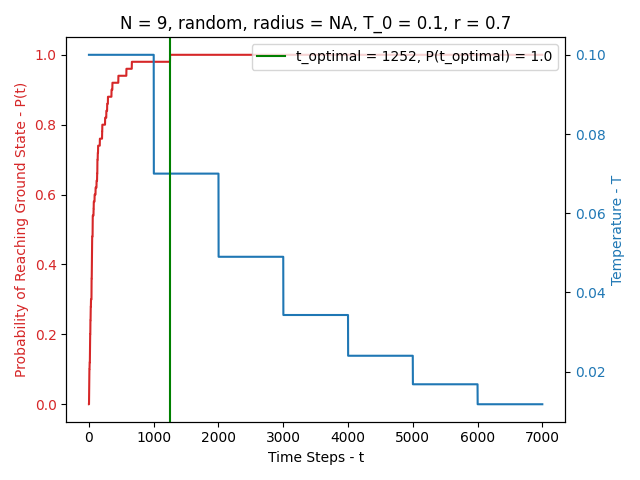 N = 9, random, radius = NA, T_0 = 0.1, r = 0.7
t_optimal = 1252, P(t_optimal) = 1.0
Probability of Reaching Ground State - P(t)
1.0
0.8
0.6
0.4
0.2
0.0
0.10
0.08
0.06
0.04
0.02
Temperature - T
0 1000 2000 3000 4000 5000 6000 7000
Time Steps - t